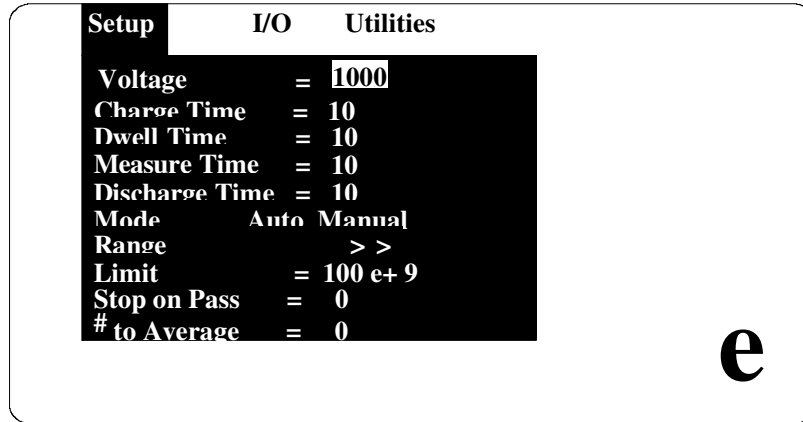 Setup I/O Utilities
Voltage = 1000
Charge Time = 10
Dwell Time = 10
Measure Time = 10
Discharge Time = 10
Mode Auto Manual
Range > >
Limit = 100 e+ 9
Stop on Pass = 0
# to Average = 0
e